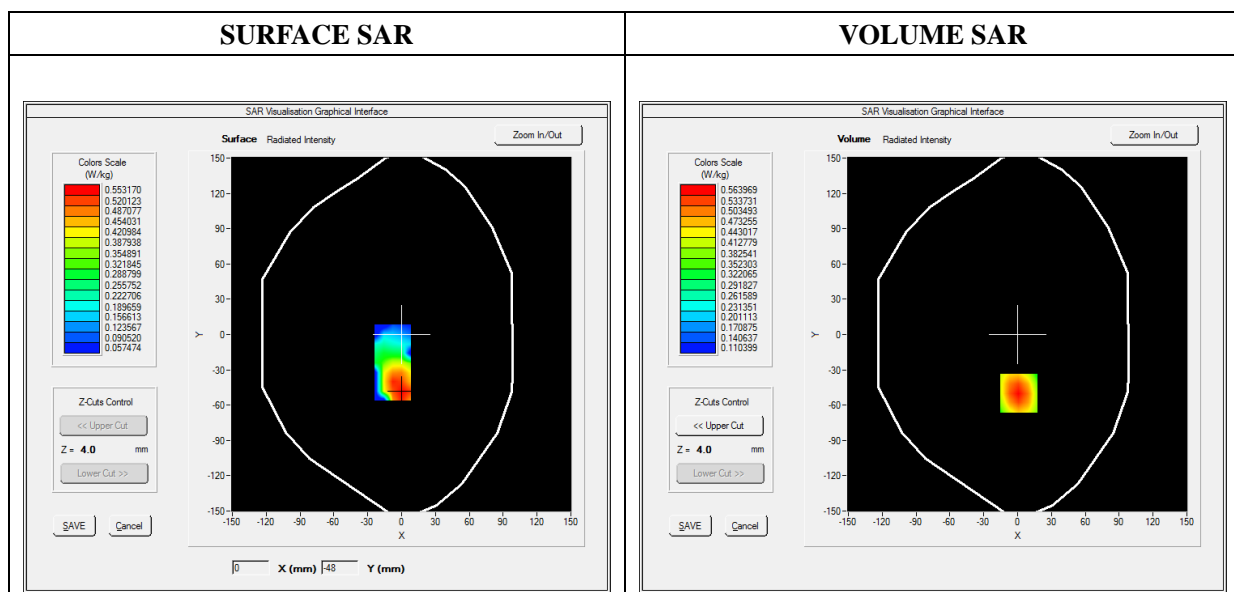 SURFACE SAR
VOLUME SAR
SAR Visualisation Graphical Interface
Surface Radiated Intensity
Zoom In/Out
Colors Scale
(W/kg)
0.553170
0.520123
0.487077
0.454031
0.420984
0.387938
0.354891
0.321845
0.288799
0.255752
0.222706
0.189659
0.156613
0.123567
0.090520
0.057474
Z-Cuts Control
<< Upper Cut
Z = 4.0 mm
Lower Cut >>
SAVE Cancel
150
120
90
60
30
0
-30
-60
-90
-120
-150
Y
-150 -120 -90 -60 -30 0 30 60 90 120 150
X
0 X (mm) -48 Y (mm)
SAR Visualisation Graphical Interface
Volume Radiated Intensity
Zoom In/Out
Colors Scale
(W/kg)
0.563969
0.533731
0.503493
0.473255
0.443017
0.412779
0.382541
0.352303
0.322065
0.291827
0.261589
0.231351
0.201113
0.170875
0.140637
0.110399
Z-Cuts Control
<< Upper Cut
Z = 4.0 mm
Lower Cut >>
SAVE Cancel
150
120
90
60
30
0
-30
-60
-90
-120
-150
Y
-150 -120 -90 -60 -30 0 30 60 90 120 150
X